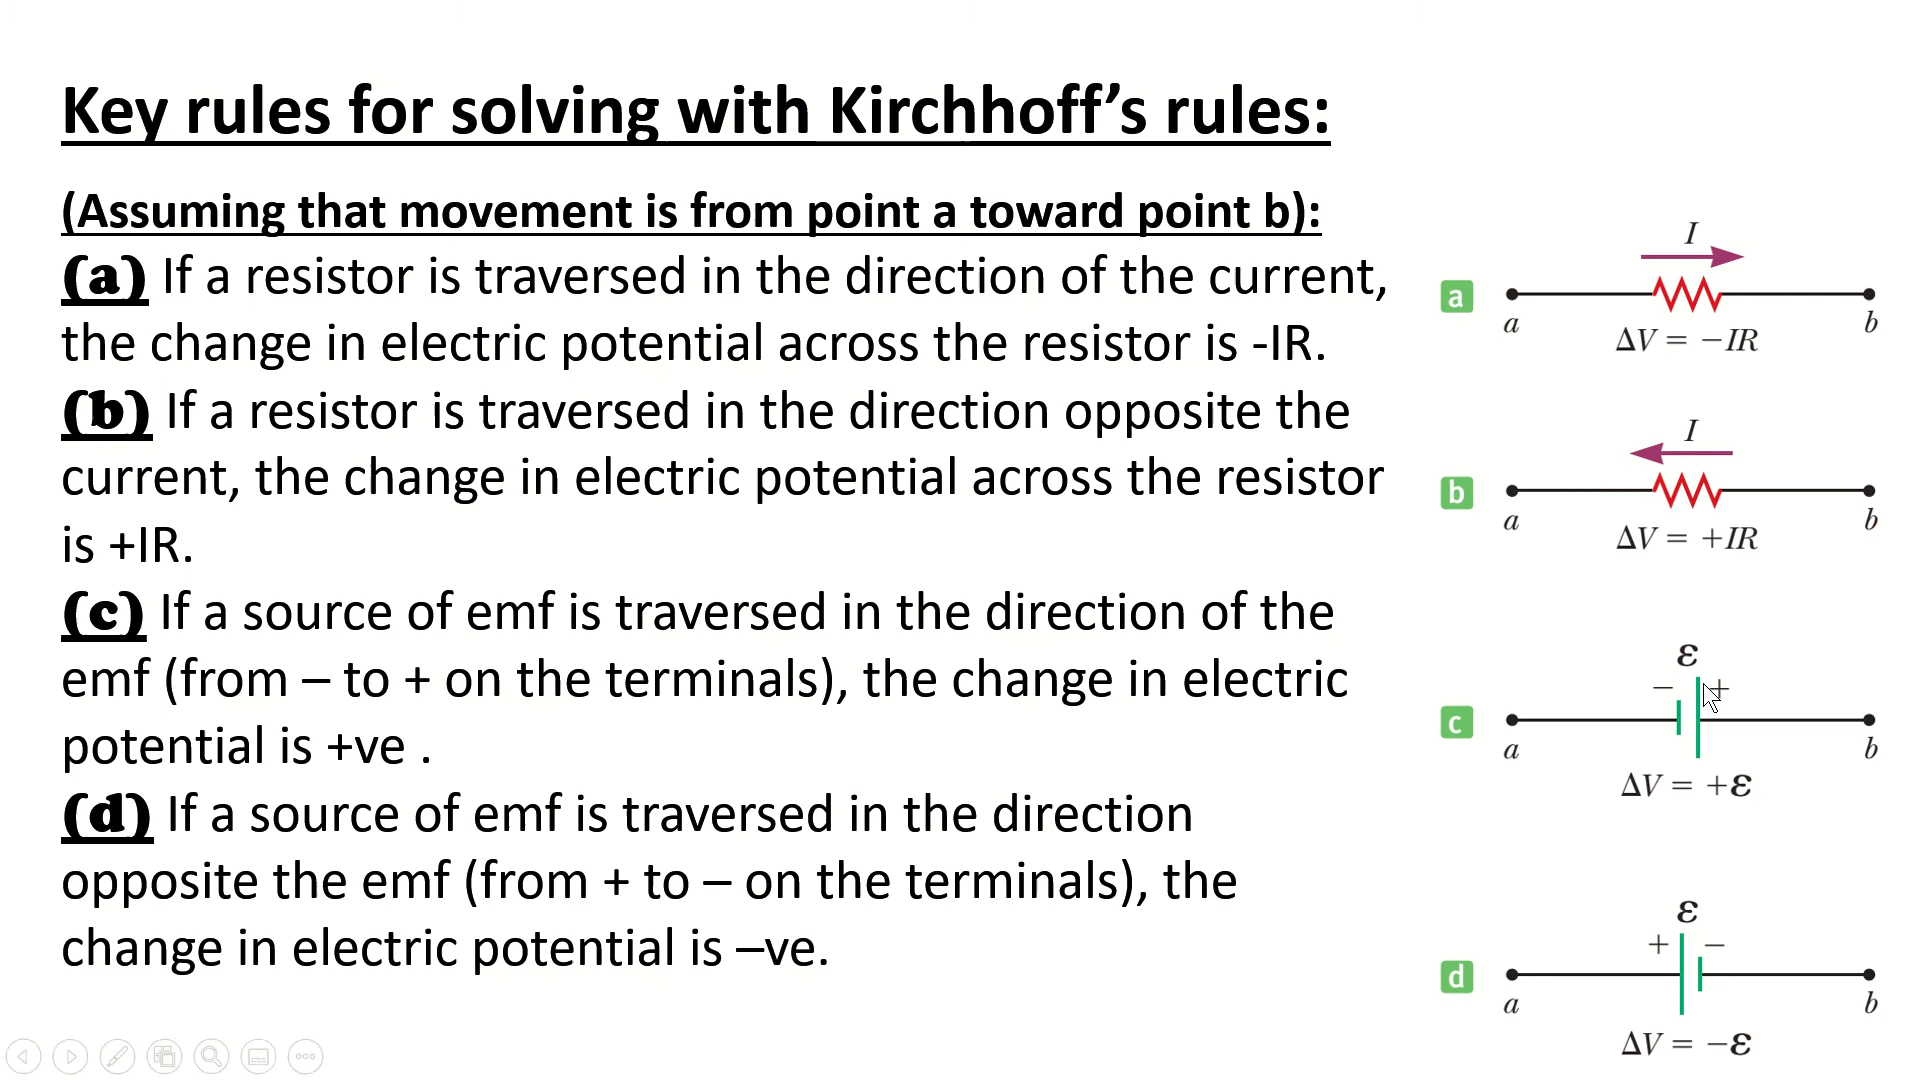 Key rules for solving with Kirchhoff’s rules:
(Assuming that movement is from point a toward point b):
(a) If a resistor is traversed in the direction of the current,
the change in electric potential across the resistor is -IR.
(b) If a resistor is traversed in the direction opposite the
current, the change in electric potential across the resistor
is +IR.
(c) If a source of emf is traversed in the direction of the
emf (from – to + on the terminals), the change in electric
potential is +ve .
(d) If a source of emf is traversed in the direction
opposite the emf (from + to – on the terminals), the
change in electric potential is –ve.
I
a
a b
ΔV = −IR
I
b
a b
ΔV = +IR
ε
− +
c
a b
ΔV = +ε
ε
+ −
d
a b
ΔV = −ε